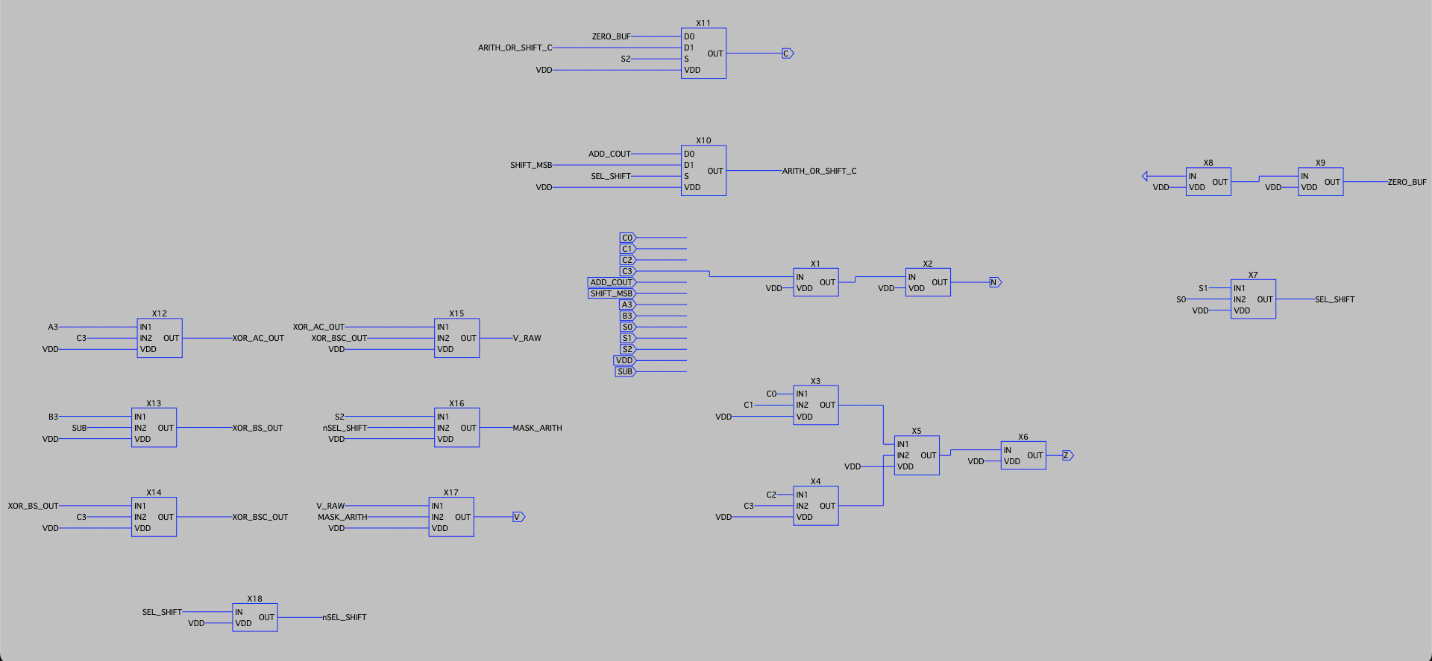 X11
ZERO_BUF D0
ARITH_OR_SHIFT_C D1 OUT C
S2 S
VDD VDD
X10
ADD_COUT D0
SHIFT_MSB D1 OUT ARITH_OR_SHIFT_C
SEL_SHIFT S
VDD VDD
X8
IN OUT
VDD VDD
X9
IN OUT ZERO_BUF
VDD VDD
C0
C1
C2
C3
ADD_COUT
SHIFT_MSB
A3
B3
S0
S1
S2
VDD
SUB
X1
IN OUT
VDD VDD
X2
IN OUT N
VDD VDD
X7
S1 IN1
S0 IN2 OUT SEL_SHIFT
VDD VDD
X12
A3 IN1
C3 IN2 OUT XOR_AC_OUT
VDD VDD
X15
XOR_AC_OUT IN1
XOR_BSC_OUT IN2 OUT V_RAW
VDD VDD
X13
B3 IN1
SUB IN2 OUT XOR_BS_OUT
VDD VDD
X16
S2 IN1
nSEL_SHIFT IN2 OUT MASK_ARITH
VDD VDD
X3
C0 IN1
C1 IN2 OUT
VDD VDD
X5
IN1
IN2 OUT
VDD VDD
X6
IN OUT Z
VDD VDD
X4
C2 IN1
C3 IN2 OUT
VDD VDD
X14
XOR_BS_OUT IN1
C3 IN2 OUT XOR_BSC_OUT
VDD VDD
X17
V_RAW IN1
MASK_ARITH IN2 OUT V
VDD VDD
X18
SEL_SHIFT IN OUT nSEL_SHIFT
VDD VDD